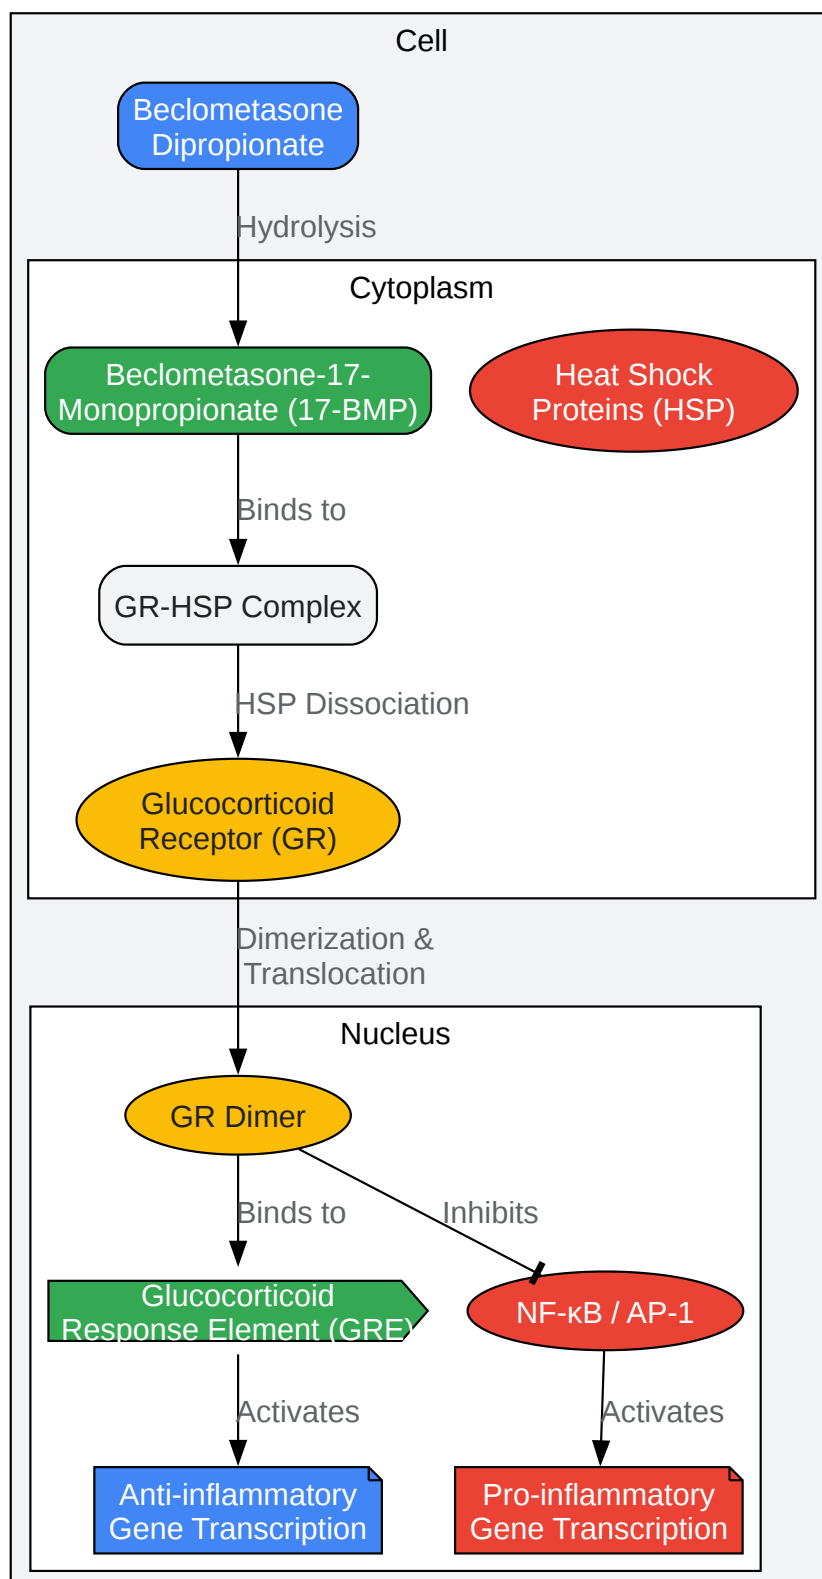 Cell
Beclometasone
Dipropionate
Hydrolysis
Cytoplasm
Beclometasone-17-
Monopropionate (17-BMP)
Heat Shock
Proteins (HSP)
Binds to
GR-HSP Complex
HSP Dissociation
Glucocorticoid
Receptor (GR)
Dimerization &
Translocation
Nucleus
GR Dimer
Binds to
Inhibits
Glucocorticoid
Response Element (GRE)
NF-κB / AP-1
Activates
Activates
Anti-inflammatory
Gene Transcription
Pro-inflammatory
Gene Transcription